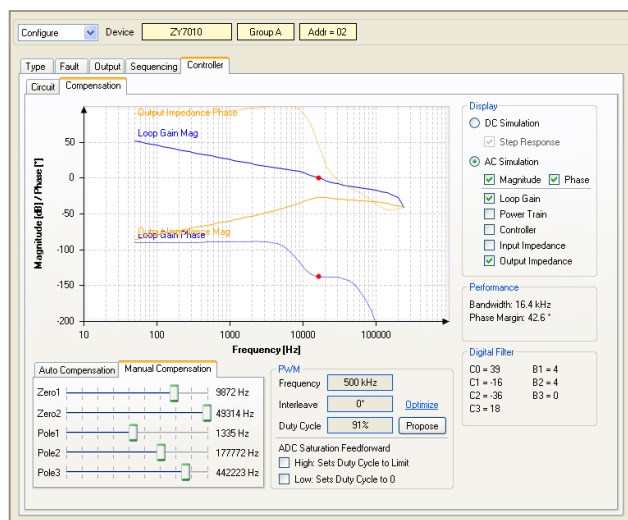 Configure Device ZY7010 Group A Addr = 02
Type Fault Output Sequencing Controller
Circuit Compensation
Magnitude [dB] / Phase [°]
50
0
-50
-100
-150
-200
Output Impedance Phase
Loop Gain Mag
Output Impedance Mag
Loop Gain Phase
10 100 1000 10000 100000
Frequency [Hz]
Display
DC Simulation
Step Response
AC Simulation
Magnitude Phase
Loop Gain
Power Train
Controller
Input Impedance
Output Impedance
Performance
Bandwidth: 16.4 kHz
Phase Margin: 42.6 °
Digital Filter
C0 = 39 B1 = 4
C1 = -16 B2 = 4
C2 = -36 B3 = 0
C3 = 18
Auto Compensation Manual Compensation
Zero1 9872 Hz
Zero2 49314 Hz
Pole1 1335 Hz
Pole2 177772 Hz
Pole3 442223 Hz
PWM
Frequency 500 kHz
Interleave 0° Optimize
Duty Cycle 91% Propose
ADC Saturation Feedforward
High: Sets Duty Cycle to Limit
Low: Sets Duty Cycle to 0